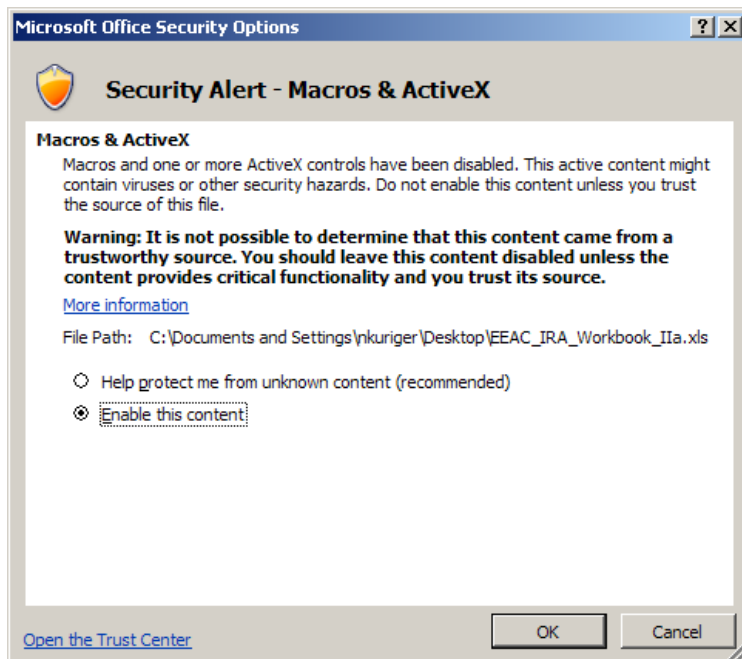 Microsoft Office Security Options
Security Alert - Macros & ActiveX
Macros & ActiveX
Macros and one or more ActiveX controls have been disabled. This active content might
contain viruses or other security hazards. Do not enable this content unless you trust
the source of this file.
Warning: It is not possible to determine that this content came from a
trustworthy source. You should leave this content disabled unless the
content provides critical functionality and you trust its source.
More information
File Path: C:\Documents and Settings\nkuriger\Desktop\EEAC_IRA_Workbook_IIa.xls
Help protect me from unknown content (recommended)
Enable this content
Open the Trust Center
OK
Cancel